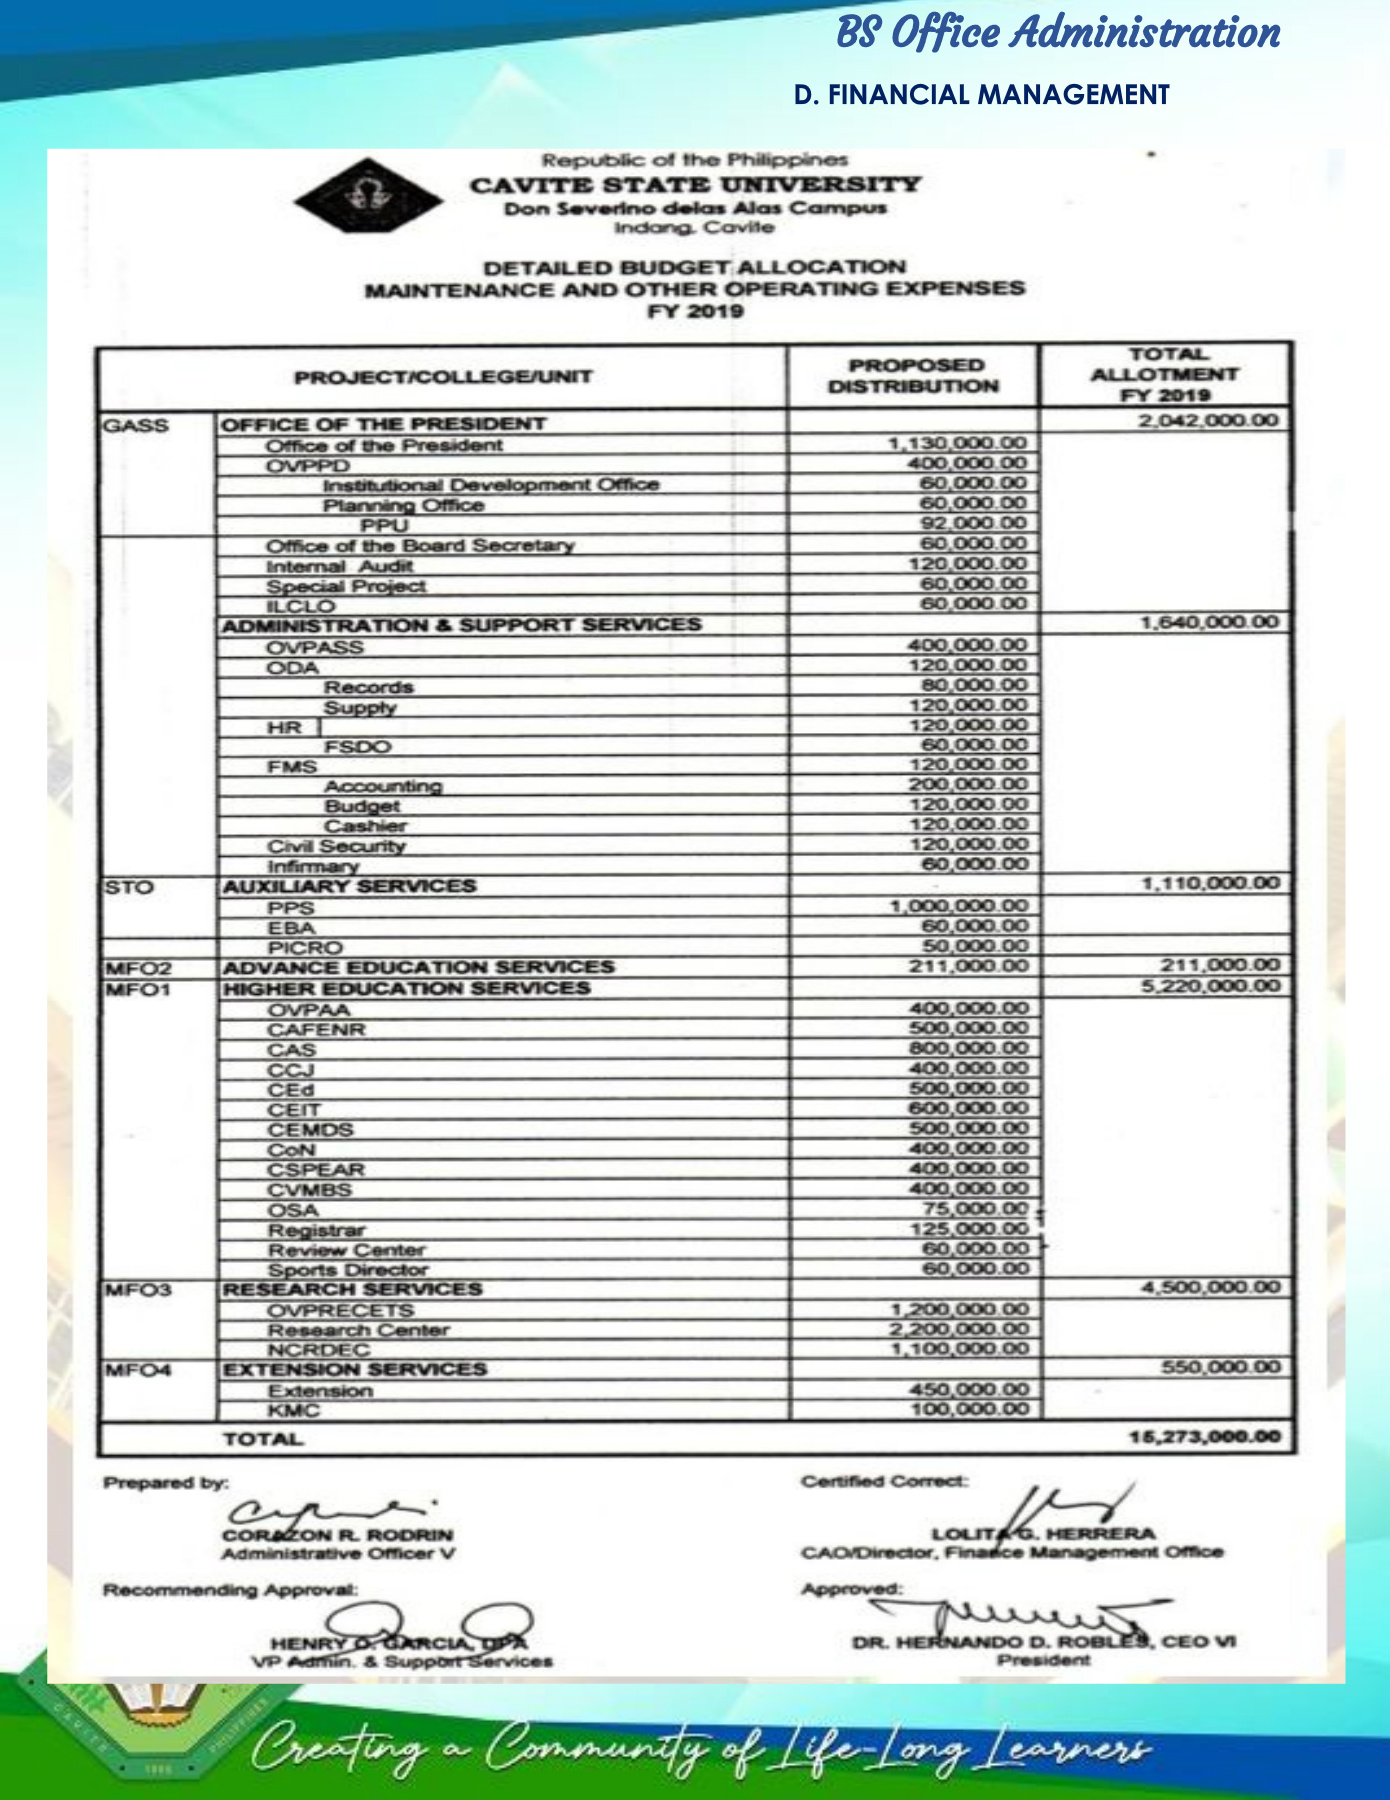 BS Office Administration
D. FINANCIAL MANAGEMENT
Republic of the Philippines
CAVITE STATE UNIVERSITY
Don Severino delas Alas Campus
Indang, Cavite
DETAILED BUDGET ALLOCATION
MAINTENANCE AND OTHER OPERATING EXPENSES
FY 2019
PROJECT/COLLEGE/UNIT PROPOSED DISTRIBUTION TOTAL ALLOTMENT FY 2019
GASS OFFICE OF THE PRESIDENT 2,042,000.00
Office of the President 1,130,000.00
OVPPD 400,000.00
Institutional Development Office 60,000.00
Planning Office 60,000.00
PPU 92,000.00
Office of the Board Secretary 60,000.00
Internal Audit 120,000.00
Special Project 60,000.00
ILCLO 60,000.00
ADMINISTRATION & SUPPORT SERVICES 1,640,000.00
OVPASS 400,000.00
ODA 120,000.00
Records 80,000.00
Supply 120,000.00
HR 120,000.00
FSDO 60,000.00
FMS 120,000.00
Accounting 200,000.00
Budget 120,000.00
Cashier 120,000.00
Civil Security 120,000.00
Infirmary 60,000.00
STO AUXILIARY SERVICES 1,110,000.00
PPS 1,000,000.00
EBA 60,000.00
PICRO 50,000.00
MFO2 ADVANCE EDUCATION SERVICES 211,000.00 211,000.00
MFO1 HIGHER EDUCATION SERVICES 5,220,000.00
OVPAA 400,000.00
CAFENR 500,000.00
CAS 800,000.00
CCJ 400,000.00
CEd 500,000.00
CEIT 600,000.00
CEMDS 500,000.00
CoN 400,000.00
CSPEAR 400,000.00
CVMBS 400,000.00
OSA 75,000.00
Registrar 125,000.00
Review Center 60,000.00
Sports Director 60,000.00
MFO3 RESEARCH SERVICES 4,500,000.00
OVPRECETS 1,200,000.00
Research Center 2,200,000.00
NCRDEC 1,100,000.00
MFO4 EXTENSION SERVICES 550,000.00
Extension 450,000.00
KMC 100,000.00
TOTAL 15,273,000.00
Prepared by: Certified Correct:
CORAZON R. RODRIN LOLITA G. HERRERA
Administrative Officer V CAO/Director, Finance Management Office
Recommending Approval: Approved:
HENRY O. GARCIA, DPA DR. HERNANDO D. ROBLES, CEO VI
VP Admin. & Support Services President
CAVITE PHILIPPINES
1906
Creating a Community of Life-Long Learners